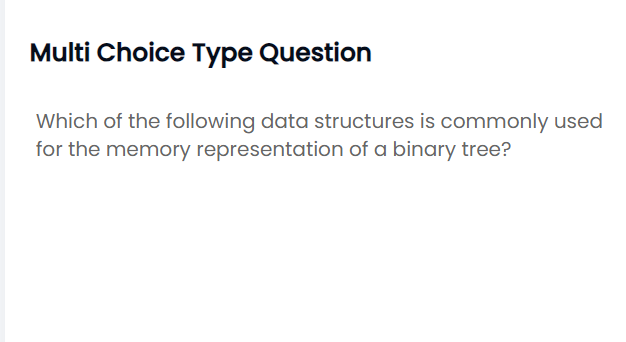 Multi Choice Type Question
Which of the following data structures is commonly used
for the memory representation of a binary tree?